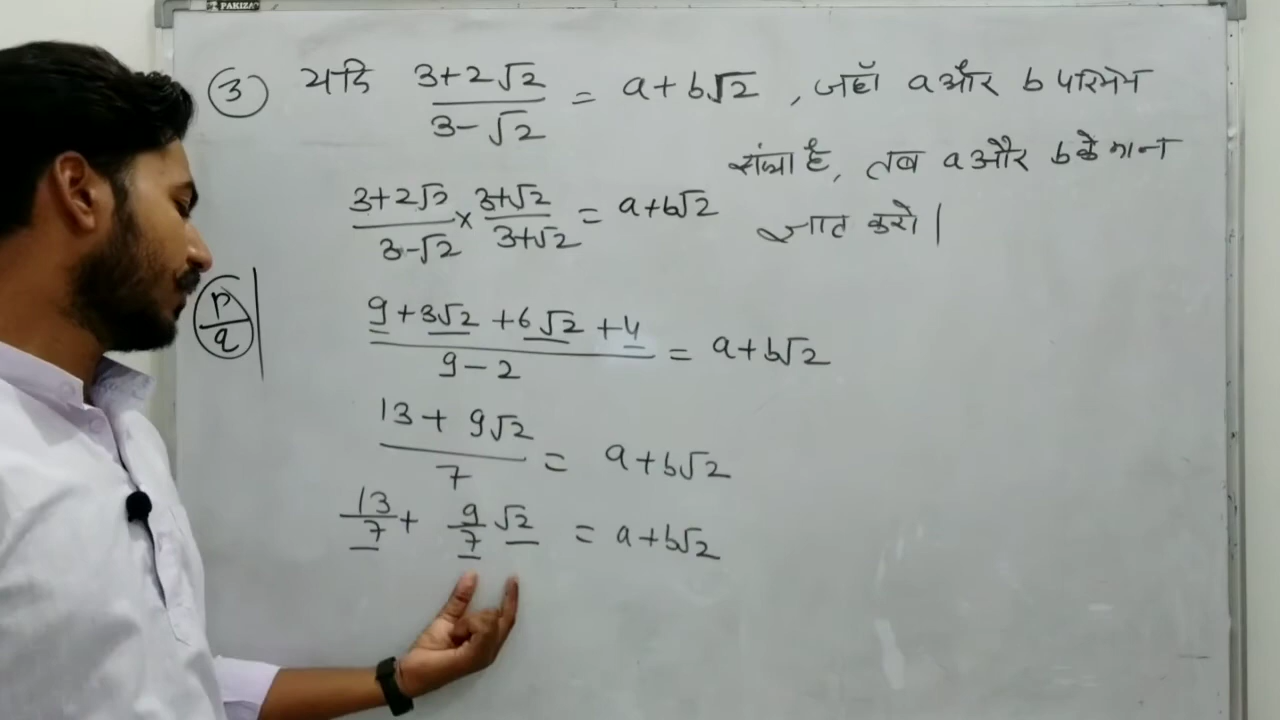 PAKIZA
③ यदि (3+2√2)/(3-√2) = a+b√2 , जहाँ a और b परिमेय
संख्या है, तब a और b के मान
ज्ञात करो |
(3+2√2)/(3-√2) × (3+√2)/(3+√2) = a+b√2
p/q
(9+3√2+6√2+4)/(9-2) = a+b√2
(13+9√2)/7 = a+b√2
13/7 + 9/7 √2 = a+b√2